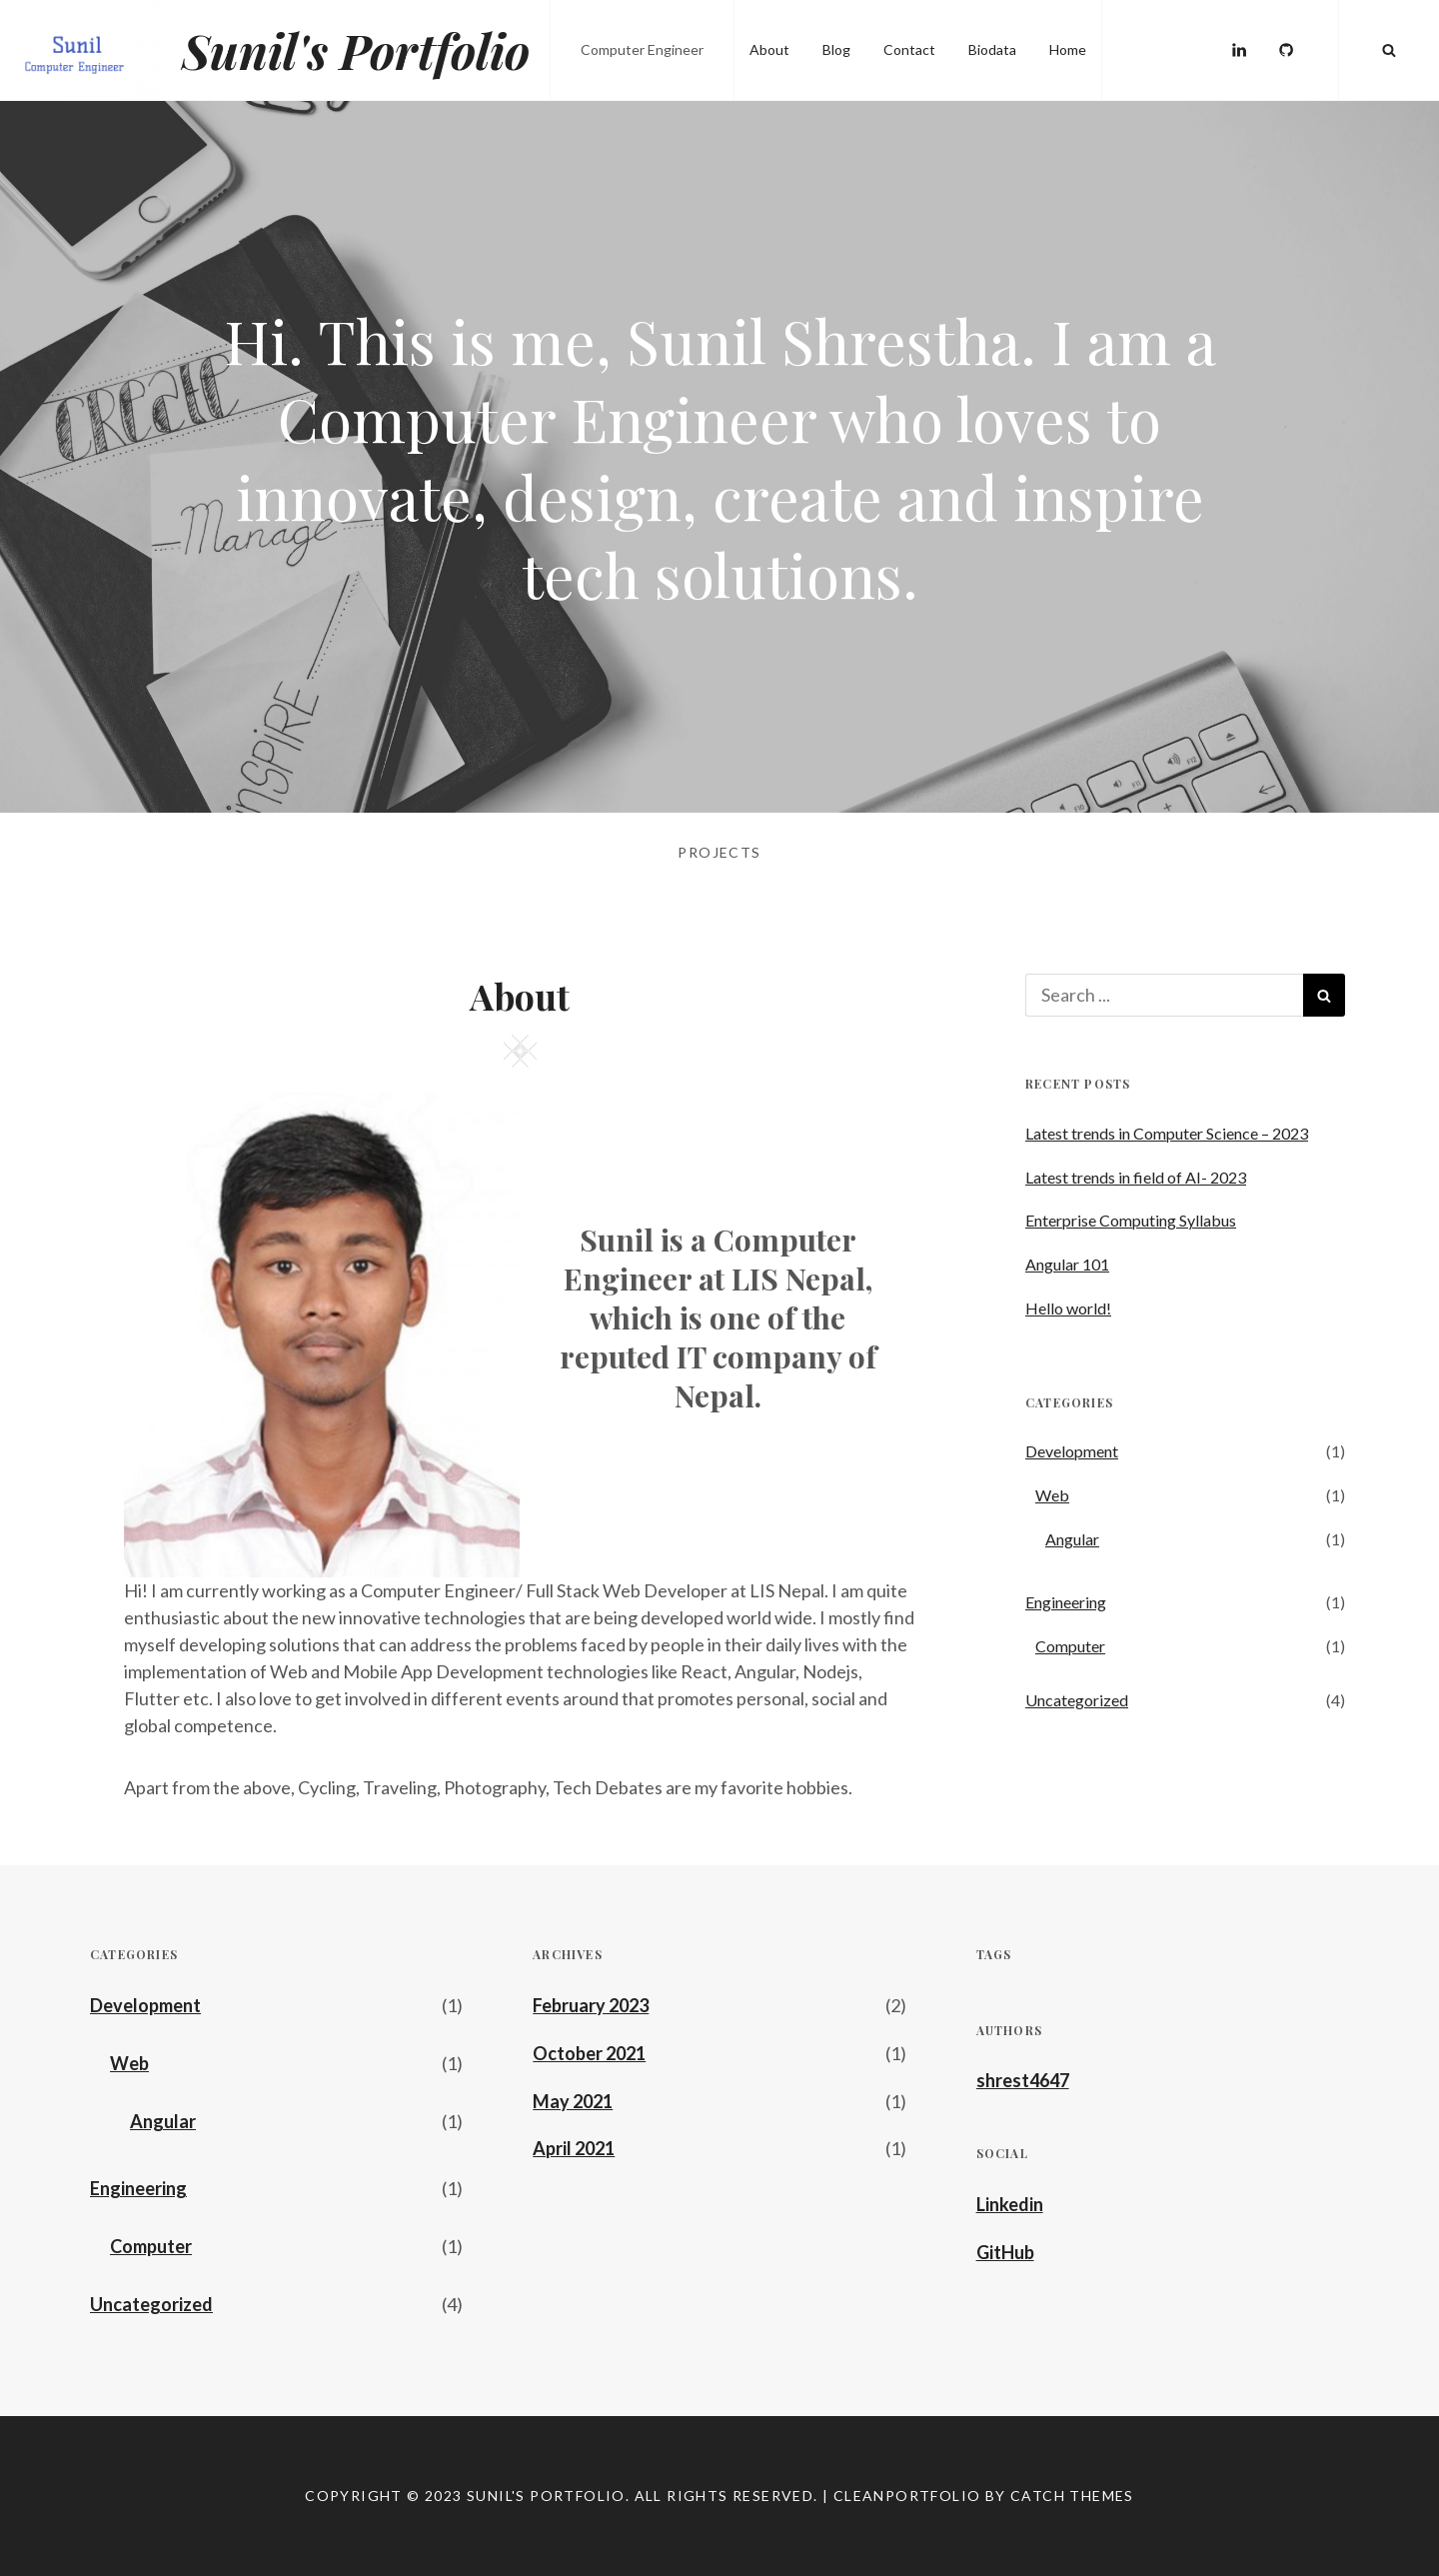 Sunil
Computer Engineer
Sunil's Portfolio
Computer Engineer
About
Blog
Contact
Biodata
Home
CREATE
Manage
INSPIRE
Hi. This is me, Sunil Shrestha. I am a
Computer Engineer who loves to
innovate, design, create and inspire
tech solutions.
PROJECTS
About
Sunil is a Computer
Engineer at LIS Nepal,
which is one of the
reputed IT company of
Nepal.
Hi! I am currently working as a Computer Engineer/ Full Stack Web Developer at LIS Nepal. I am quite
enthusiastic about the new innovative technologies that are being developed world wide. I mostly find
myself developing solutions that can address the problems faced by people in their daily lives with the
implementation of Web and Mobile App Development technologies like React, Angular, Nodejs,
Flutter etc. I also love to get involved in different events around that promotes personal, social and
global competence.
Apart from the above, Cycling, Traveling, Photography, Tech Debates are my favorite hobbies.
Search ...
RECENT POSTS
Latest trends in Computer Science – 2023
Latest trends in field of AI- 2023
Enterprise Computing Syllabus
Angular 101
Hello world!
CATEGORIES
Development (1)
Web (1)
Angular (1)
Engineering (1)
Computer (1)
Uncategorized (4)
CATEGORIES
Development (1)
Web (1)
Angular (1)
Engineering (1)
Computer (1)
Uncategorized (4)
ARCHIVES
February 2023 (2)
October 2021 (1)
May 2021 (1)
April 2021 (1)
TAGS
AUTHORS
shrest4647
SOCIAL
Linkedin
GitHub
COPYRIGHT © 2023 SUNIL'S PORTFOLIO. ALL RIGHTS RESERVED. | CLEANPORTFOLIO BY CATCH THEMES